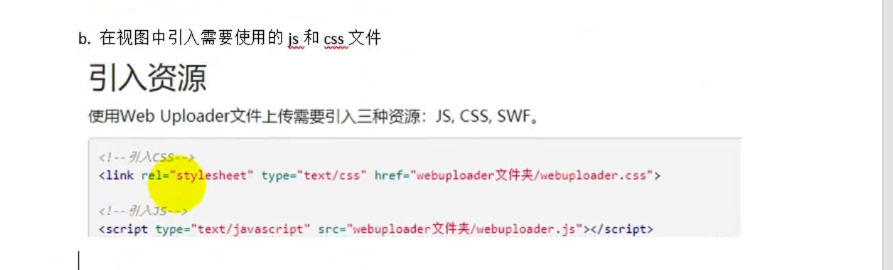 b. 在视图中引入需要使用的 js 和 css 文件
引入资源
使用Web Uploader文件上传需要引入三种资源：JS, CSS, SWF。
<!--引入CSS-->
<link rel="stylesheet" type="text/css" href="webuploader文件夹/webuploader.css">
<!--引入JS-->
<script type="text/javascript" src="webuploader文件夹/webuploader.js"></script>